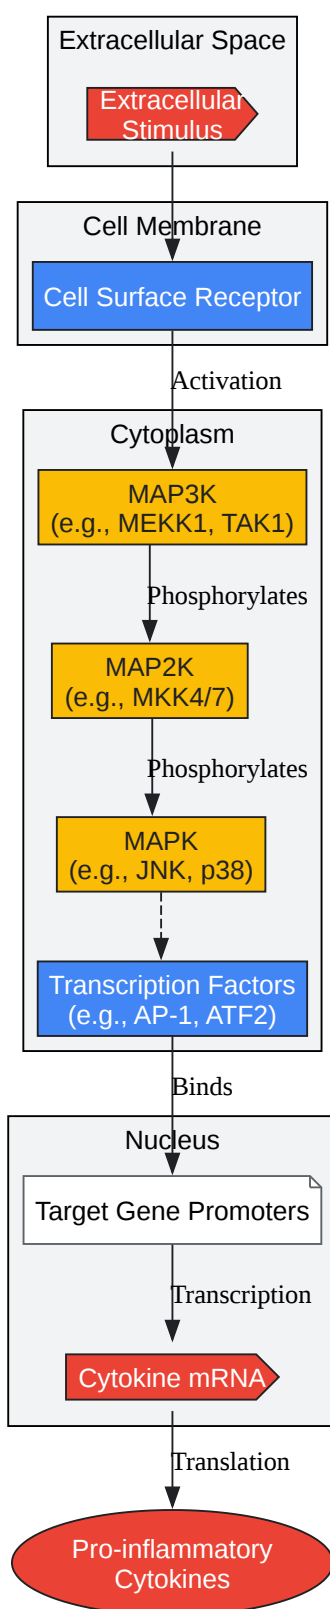 Extracellular Space
Extracellular
Stimulus
Cell Membrane
Cell Surface Receptor
Activation
Cytoplasm
MAP3K
(e.g., MEKK1, TAK1)
Phosphorylates
MAP2K
(e.g., MKK4/7)
Phosphorylates
MAPK
(e.g., JNK, p38)
Transcription Factors
(e.g., AP-1, ATF2)
Binds
Nucleus
Target Gene Promoters
Transcription
Cytokine mRNA
Translation
Pro-inflammatory
Cytokines